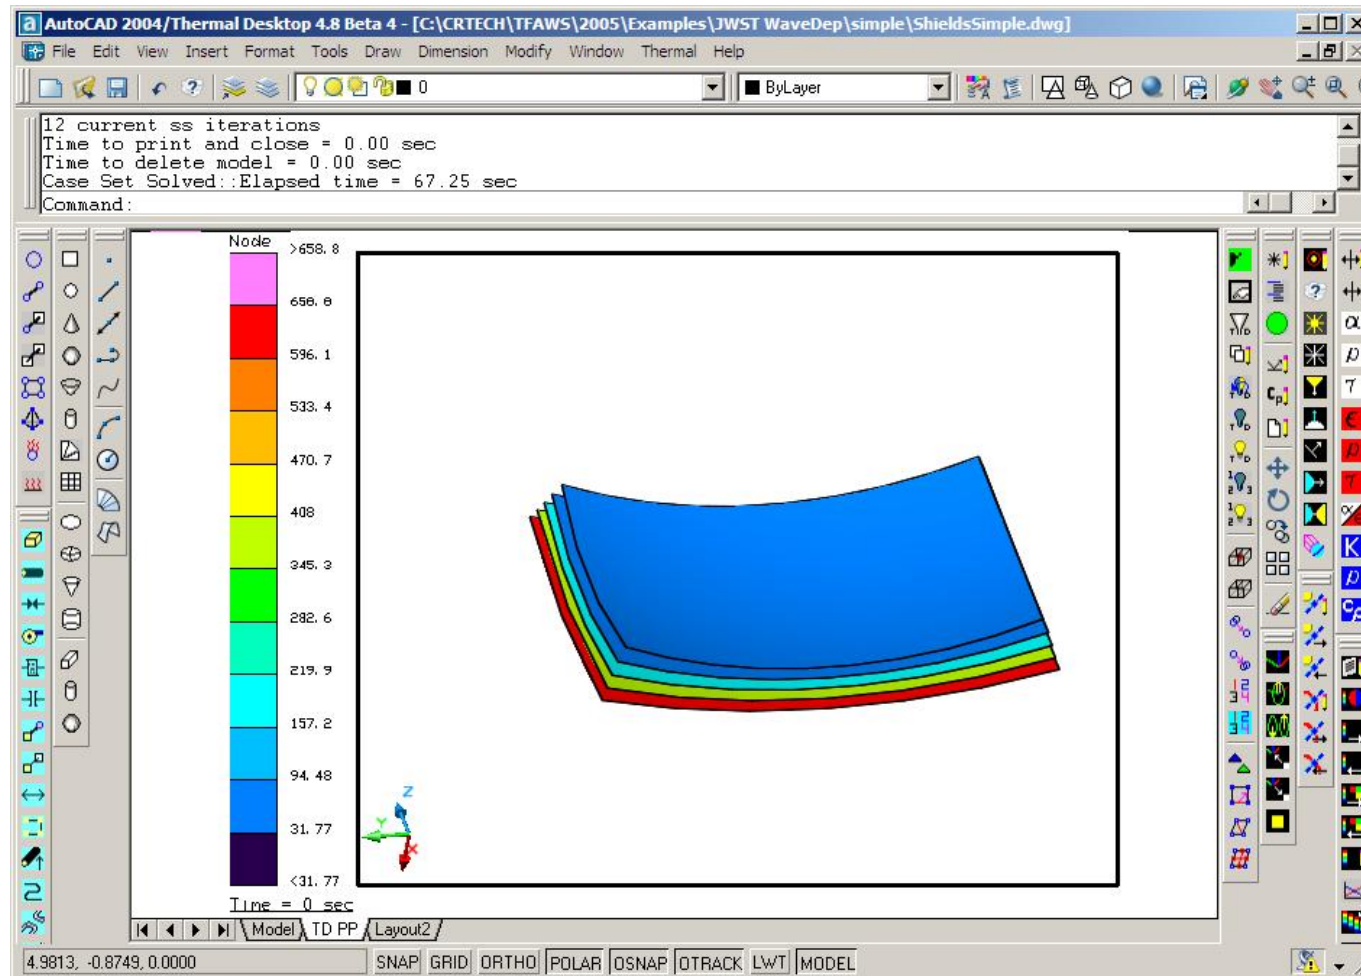 AutoCAD 2004/Thermal Desktop 4.8 Beta 4 - [C:\CRTECH\TFAWS\2005\Examples\JWST WaveDep\simple\ShieldsSimple.dwg]
File Edit View Insert Format Tools Draw Dimension Modify Window Thermal Help
0 ByLayer
12 current ss iterations
Time to print and close = 0.00 sec
Time to delete model = 0.00 sec
Case Set Solved::Elapsed time = 67.25 sec
Command:
Node
>658.8
658.8
596.1
533.4
470.7
408
345.3
282.6
219.9
157.2
94.48
31.77
<31.77
Time = 0 sec
Z
Y
X
Model TD PP Layout2
4.9813, -0.8749, 0.0000 SNAP GRID ORTHO POLAR OSNAP OTRACK LWT MODEL